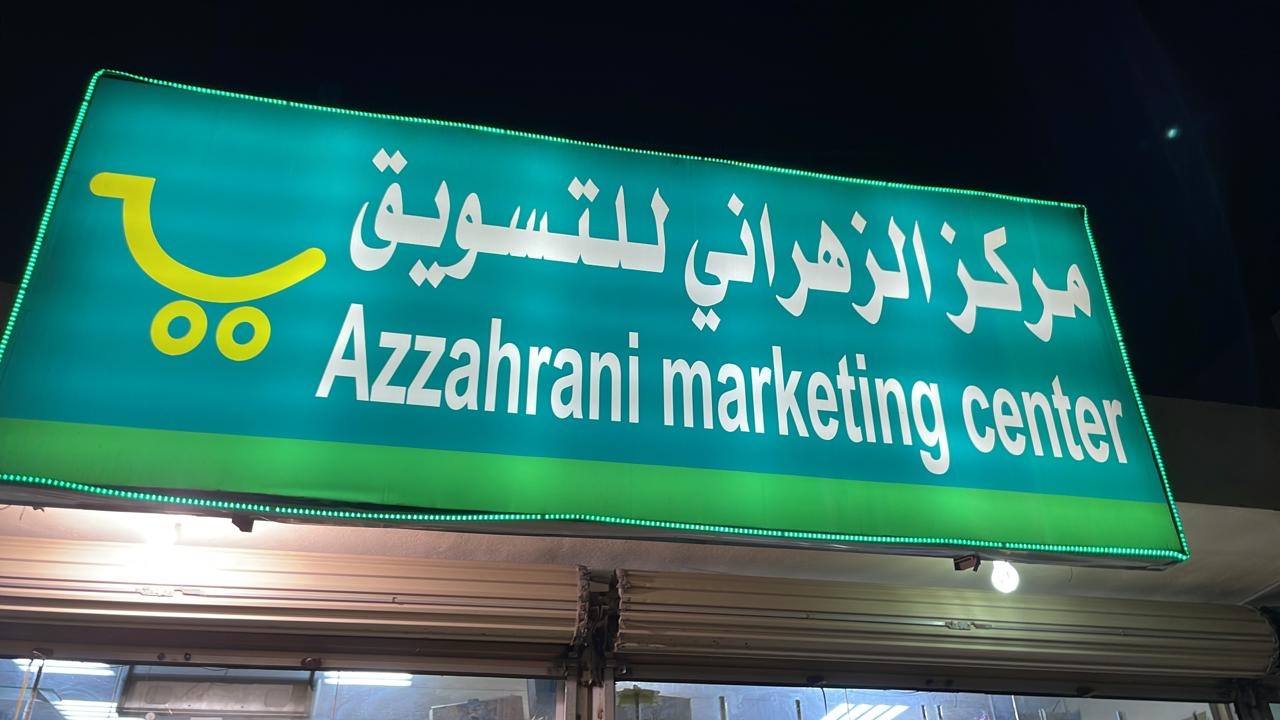 مركز الزهراني للتسويق
Azzahrani marketing center